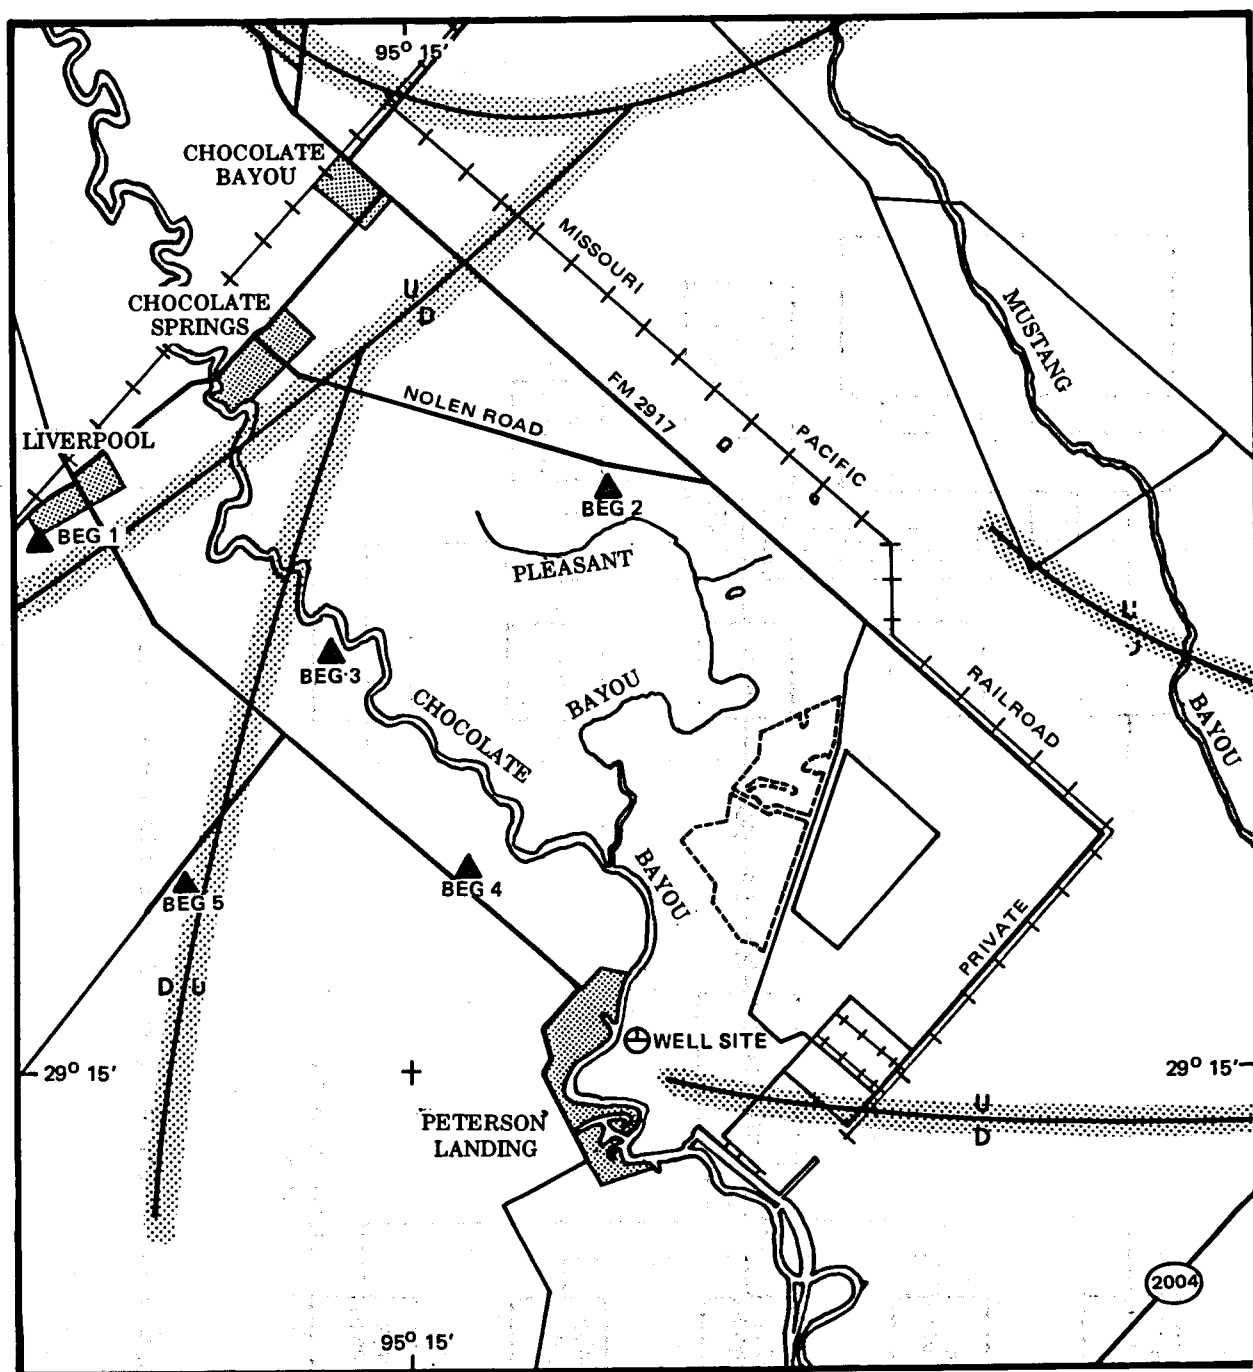 95° 15'
CHOCOLATE
BAYOU
MISSOURI
CHOCOLATE
SPRINGS
U
D
MUSTANG
NOLEN ROAD
FM 2917
PACIFIC
LIVERPOOL
BEG 1
BEG 2
PLEASANT
U
BEG 3
BAYOU
RAILROAD
CHOCOLATE
BAYOU
BEG 4
BAYOU
BEG 5
PRIVATE
D U
WELL SITE
29° 15'
29° 15'
U
D
PETERSON
LANDING
2004
95° 15'